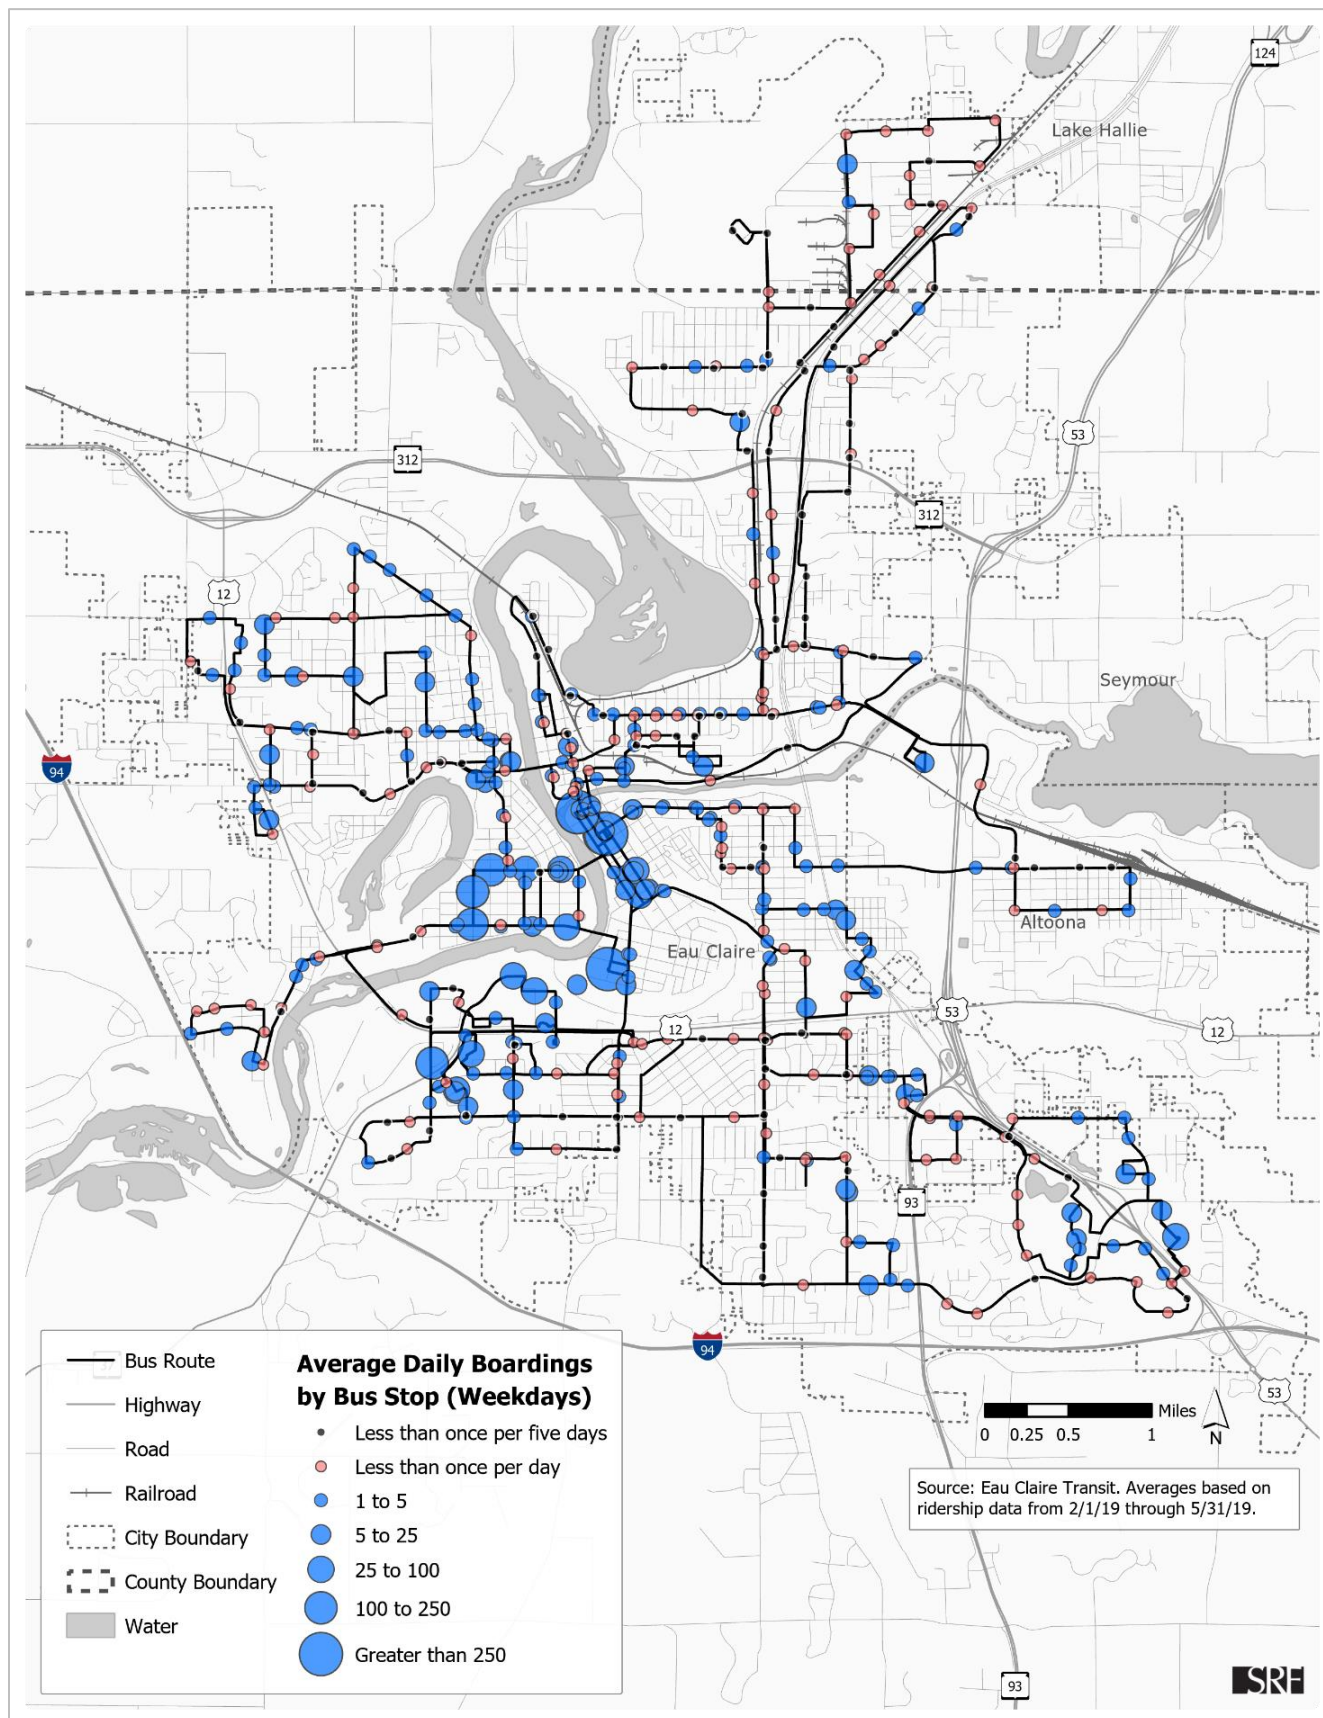 124
Lake Hallie
53
312
312
12
Seymour
94
Altoona
Eau Claire
53
12
12
93
94
53
Bus Route
Highway
Road
Railroad
City Boundary
County Boundary
Water
Average Daily Boardings
by Bus Stop (Weekdays)
Less than once per five days
Less than once per day
1 to 5
5 to 25
25 to 100
100 to 250
Greater than 250
Miles
0 0.25 0.5 1
N
Source: Eau Claire Transit. Averages based on
ridership data from 2/1/19 through 5/31/19.
93
SRF